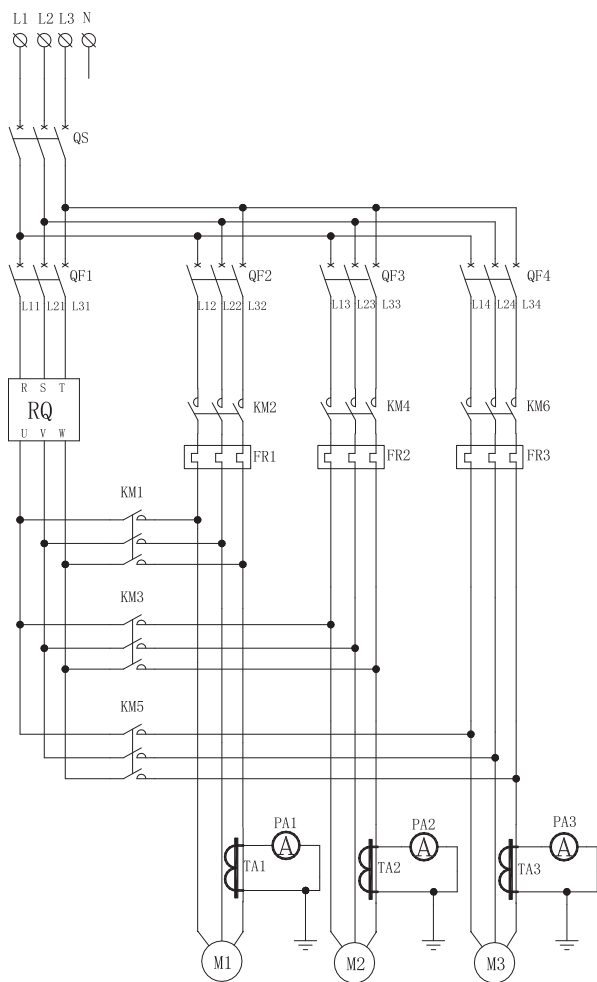 L1 L2 L3 N
QS
QF1 QF2 QF3 QF4
L11 L21 L31 L12 L22 L32 L13 L23 L33 L14 L24 L34
R S T
RQ
U V W
KM2 KM4 KM6
FR1 FR2 FR3
KM1
KM3
KM5
PA1 PA2 PA3
A A A
TA1 TA2 TA3
M1 M2 M3